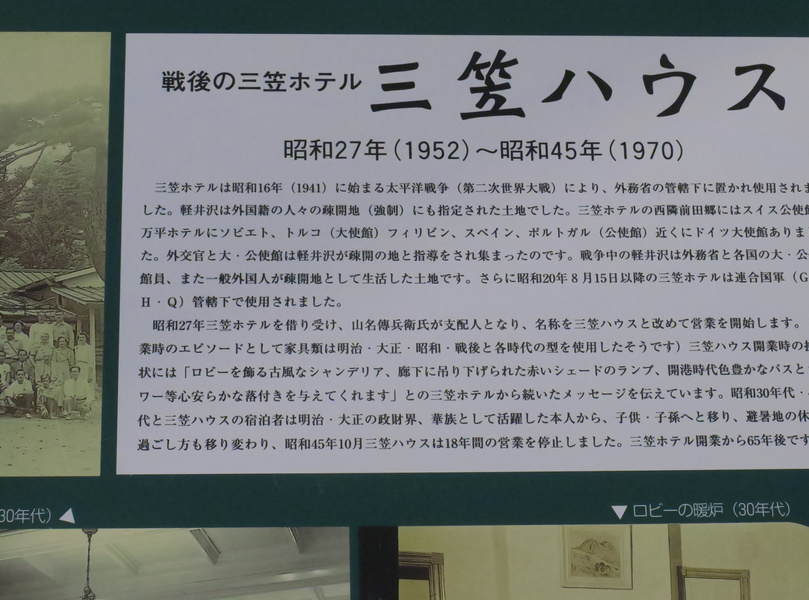 戦後の三笠ホテル 三笠ハウス
昭和27年(1952)～昭和45年(1970)
三笠ホテルは昭和16年(1941)に始まる太平洋戦争(第二次世界大戦)により、外務省の管轄下に置かれ使用されま
した。軽井沢は外国籍の人々の疎開地(強制)にも指定された土地でした。三笠ホテルの西隣前田郷にはスイス公使館
万平ホテルにソビエト、トルコ(大使館)フィリピン、スペイン、ポルトガル(公使館)近くにドイツ大使館ありまし
た。外交官と大・公使館は軽井沢が疎開の地と指導をされ集まったのです。戦争中の軽井沢は外務省と各国の大・公
館員、また一般外国人が疎開地として生活した土地です。さらに昭和20年8月15日以降の三笠ホテルは連合国軍(G
H・Q)管轄下で使用されました。
昭和27年三笠ホテルを借り受け、山名傳兵衛氏が支配人となり、名称を三笠ハウスと改めて営業を開始します。
業時のエピソードとして家具類は明治・大正・昭和・戦後と各時代の型を使用したそうです)三笠ハウス開業時の
状には「ロビーを飾る古風なシャンデリア、廊下に吊り下げられた赤いシェードのランプ、開港時代色豊かなバスと
ワー等心安らかな落付きを与えてくれます」との三笠ホテルから続いたメッセージを伝えています。昭和30年代・
代と三笠ハウスの宿泊者は明治・大正の政財界、華族として活躍した本人から、子供・子孫へと移り、避暑地の休
過ごし方も移り変わり、昭和45年10月三笠ハウスは18年間の営業を停止しました。三笠ホテル開業から65年後です
30年代)◀
▼ロビーの暖炉(30年代)